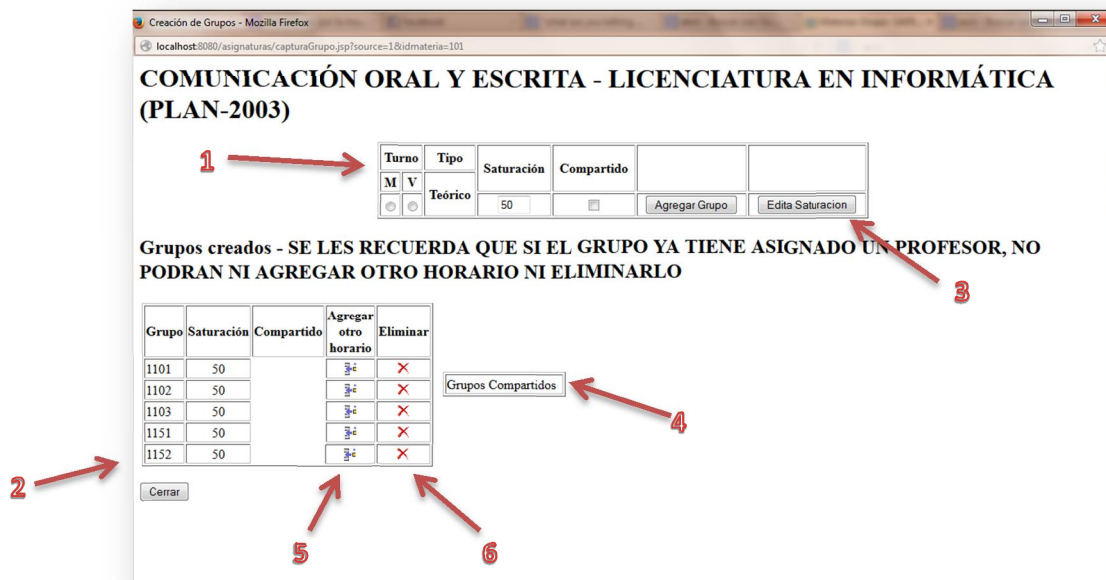 Creación de Grupos - Mozilla Firefox
localhost:8080/asignaturas/capturaGrupo.jsp?source=1&idmateria=101
COMUNICACIÓN ORAL Y ESCRITA - LICENCIATURA EN INFORMÁTICA
(PLAN-2003)
1
Turno Tipo Saturación Compartido
M V Teórico
50 Agregar Grupo Edita Saturacion
Grupos creados - SE LES RECUERDA QUE SI EL GRUPO YA TIENE ASIGNADO UN PROFESOR, NO
PODRAN NI AGREGAR OTRO HORARIO NI ELIMINARLO
3
Grupo Saturación Compartido Agregar otro horario Eliminar
1101 50
1102 50
1103 50
1151 50
1152 50
Grupos Compartidos
4
2
Cerrar
5
6